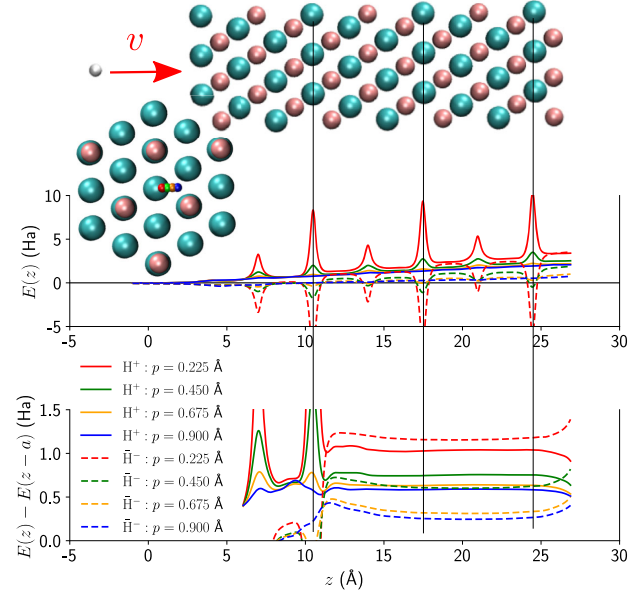 v
10
5
0
−5
E(z) (Ha)
−5 0 5 10 15 20 25 30
H⁺ : p = 0.225 Å
H⁺ : p = 0.450 Å
H⁺ : p = 0.675 Å
H⁺ : p = 0.900 Å
H̄⁻ : p = 0.225 Å
H̄⁻ : p = 0.450 Å
H̄⁻ : p = 0.675 Å
H̄⁻ : p = 0.900 Å
1.5
1.0
0.5
0.0
E(z) − E(z − a) (Ha)
−5 0 5 10 15 20 25 30
z (Å)